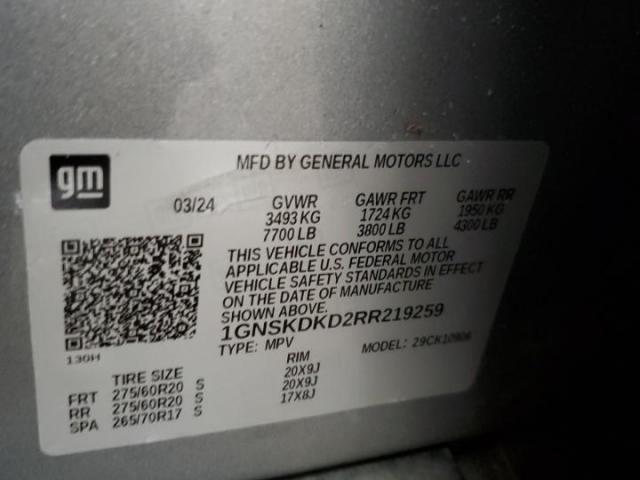 gm
MFD BY GENERAL MOTORS LLC
03/24 GVWR GAWR FRT GAWR RR
3493 KG 1724 KG 1950 KG
7700 LB 3800 LB 4300 LB
THIS VEHICLE CONFORMS TO ALL
APPLICABLE U.S. FEDERAL MOTOR
VEHICLE SAFETY STANDARDS IN EFFECT
ON THE DATE OF MANUFACTURE
SHOWN ABOVE.
1GNSKDKD2RR219259
TYPE: MPV MODEL: 29CK10906
130H
TIRE SIZE RIM
FRT 275/60R20 S 20X9J
RR 275/60R20 S 20X9J
SPA 265/70R17 S 17X8J